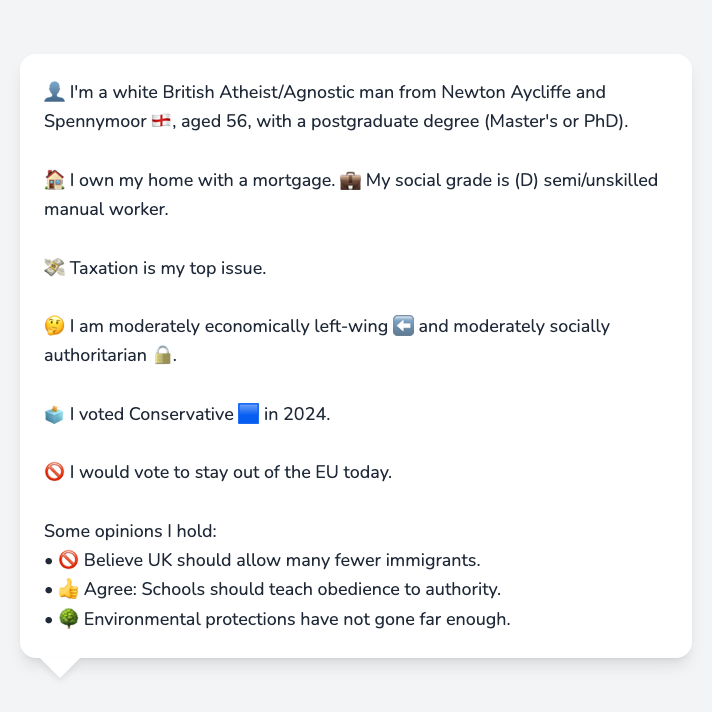 👤 I'm a white British Atheist/Agnostic man from Newton Aycliffe and
Spennymoor 🏴󠁧󠁢󠁥󠁮󠁧󠁿, aged 56, with a postgraduate degree (Master's or PhD).
🏠 I own my home with a mortgage. 💼 My social grade is (D) semi/unskilled
manual worker.
💸 Taxation is my top issue.
🤔 I am moderately economically left-wing ⬅️ and moderately socially
authoritarian 🔒.
🗳️ I voted Conservative 🟦 in 2024.
🚫 I would vote to stay out of the EU today.
Some opinions I hold:
• 🚫 Believe UK should allow many fewer immigrants.
• 👍 Agree: Schools should teach obedience to authority.
• 🌳 Environmental protections have not gone far enough.